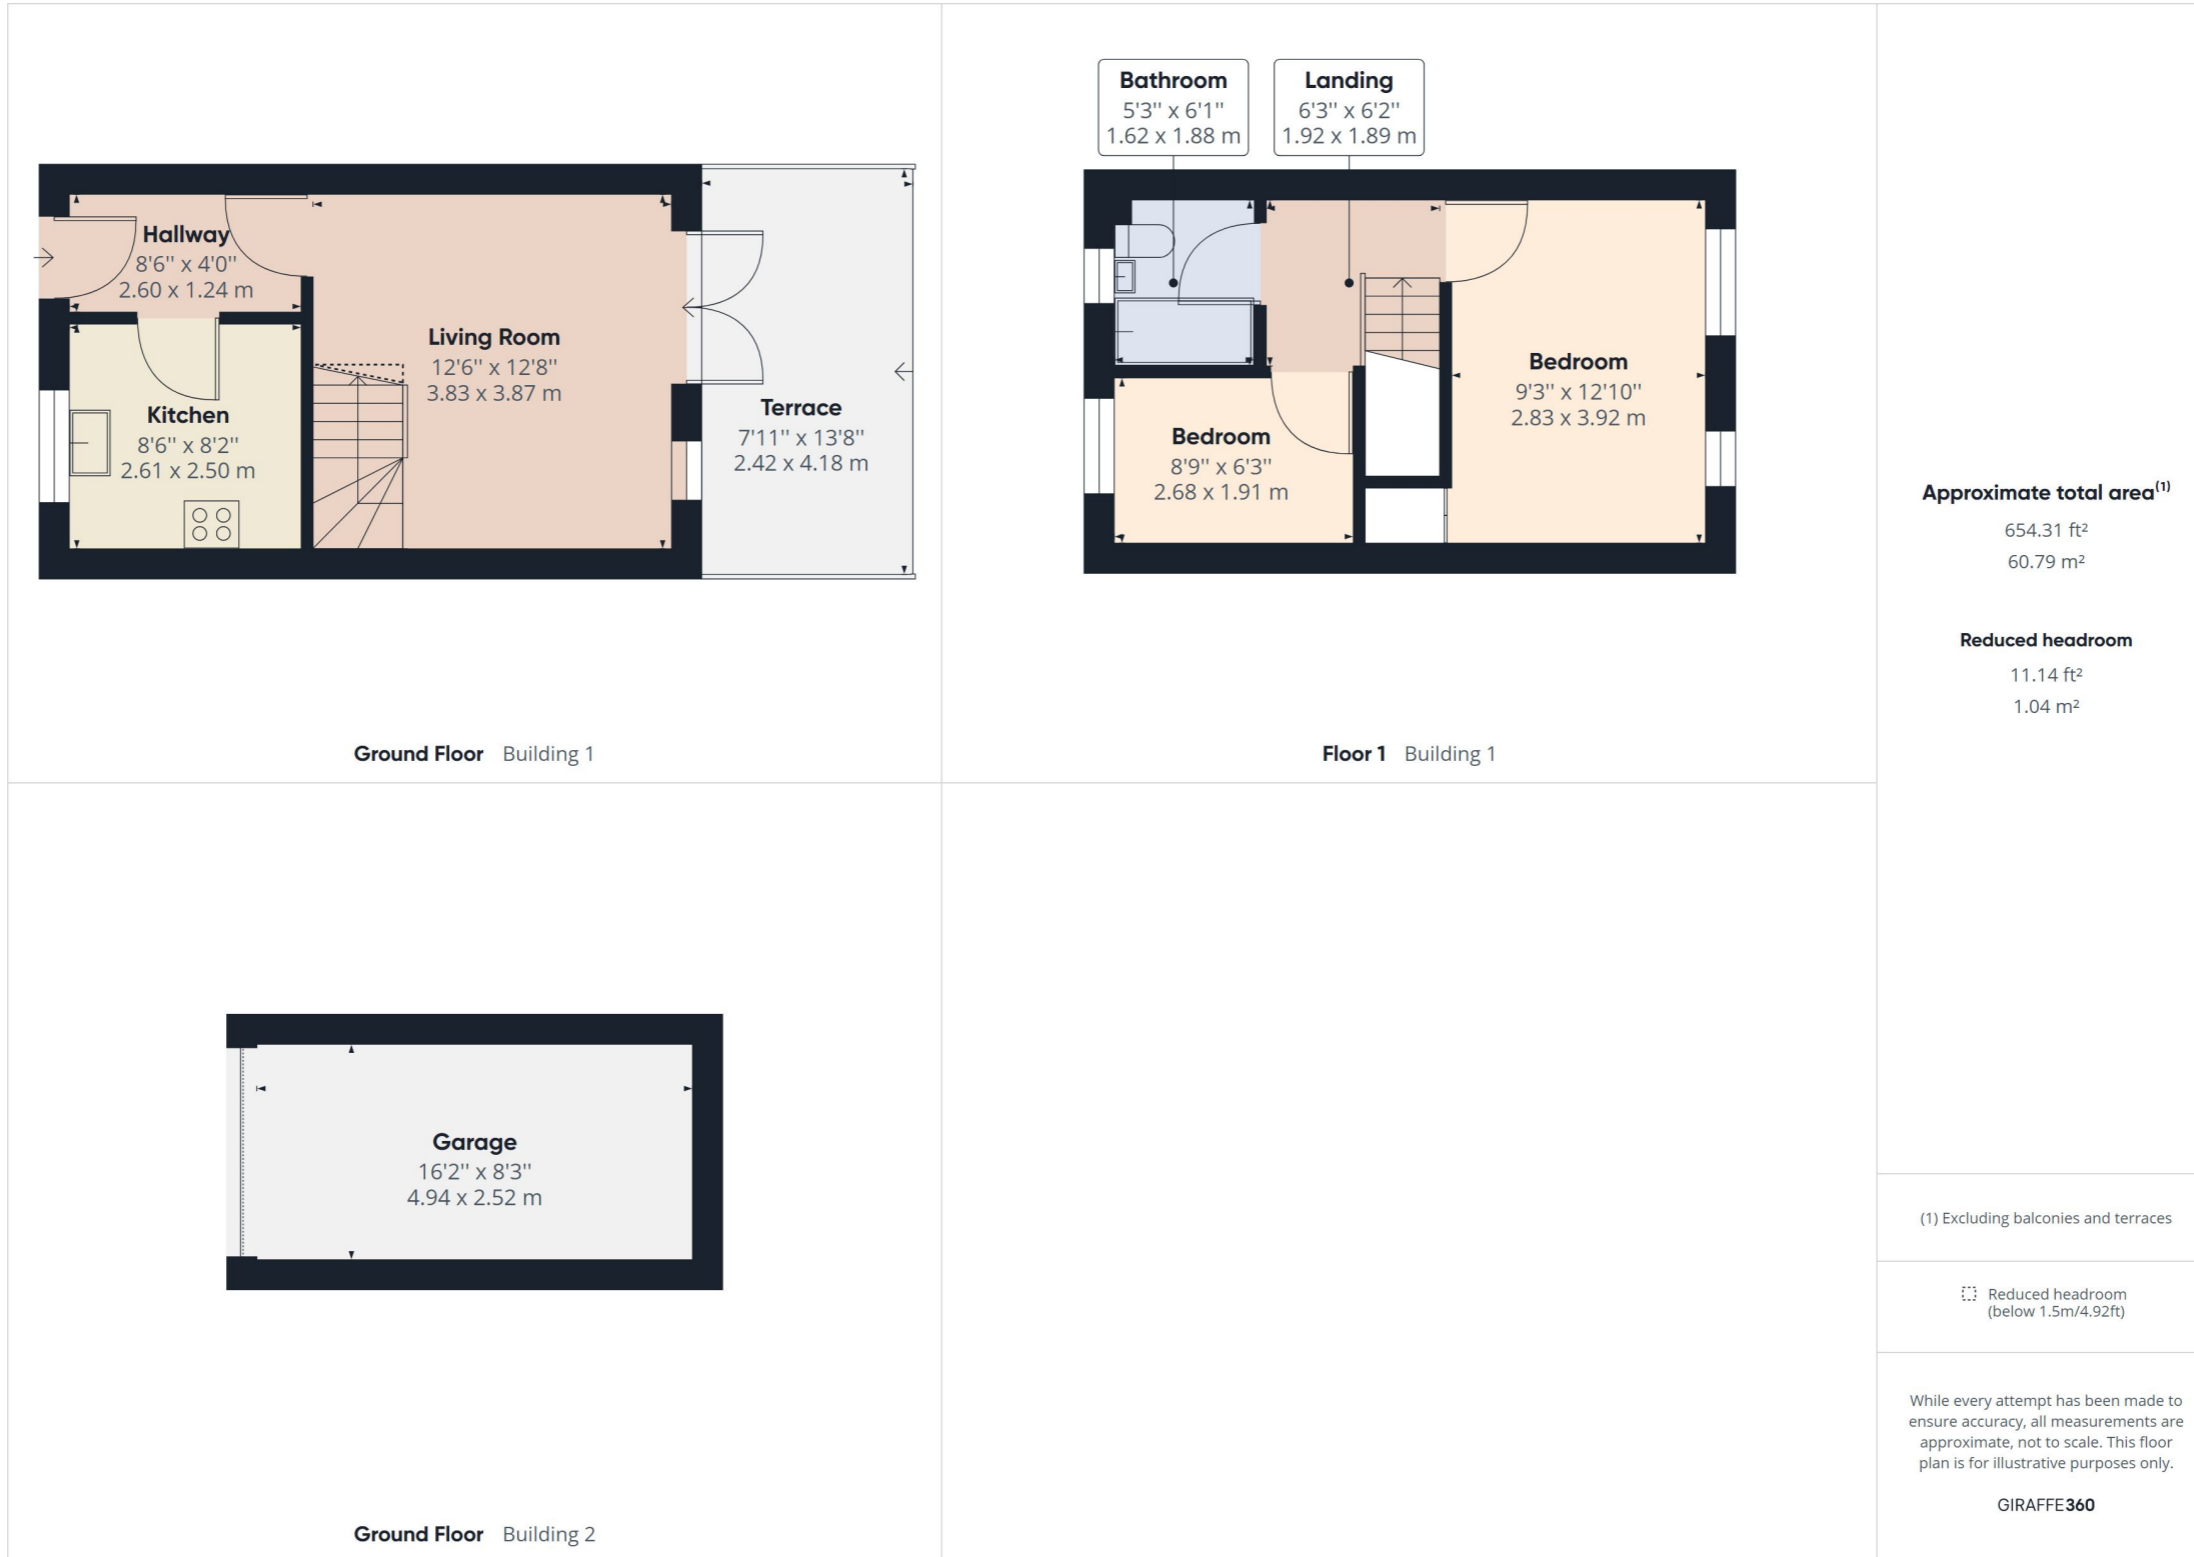 Hallway
8'6'' x 4'0''
2.60 x 1.24 m
Kitchen
8'6'' x 8'2''
2.61 x 2.50 m
Living Room
12'6'' x 12'8''
3.83 x 3.87 m
Terrace
7'11'' x 13'8''
2.42 x 4.18 m
Ground Floor Building 1
Bathroom
5'3'' x 6'1''
1.62 x 1.88 m
Landing
6'3'' x 6'2''
1.92 x 1.89 m
Bedroom
8'9'' x 6'3''
2.68 x 1.91 m
Bedroom
9'3'' x 12'10''
2.83 x 3.92 m
Floor 1 Building 1
Garage
16'2'' x 8'3''
4.94 x 2.52 m
Ground Floor Building 2
Approximate total area(1)
654.31 ft²
60.79 m²
Reduced headroom
11.14 ft²
1.04 m²
(1) Excluding balconies and terraces
Reduced headroom
(below 1.5m/4.92ft)
While every attempt has been made to
ensure accuracy, all measurements are
approximate, not to scale. This floor
plan is for illustrative purposes only.
GIRAFFE360